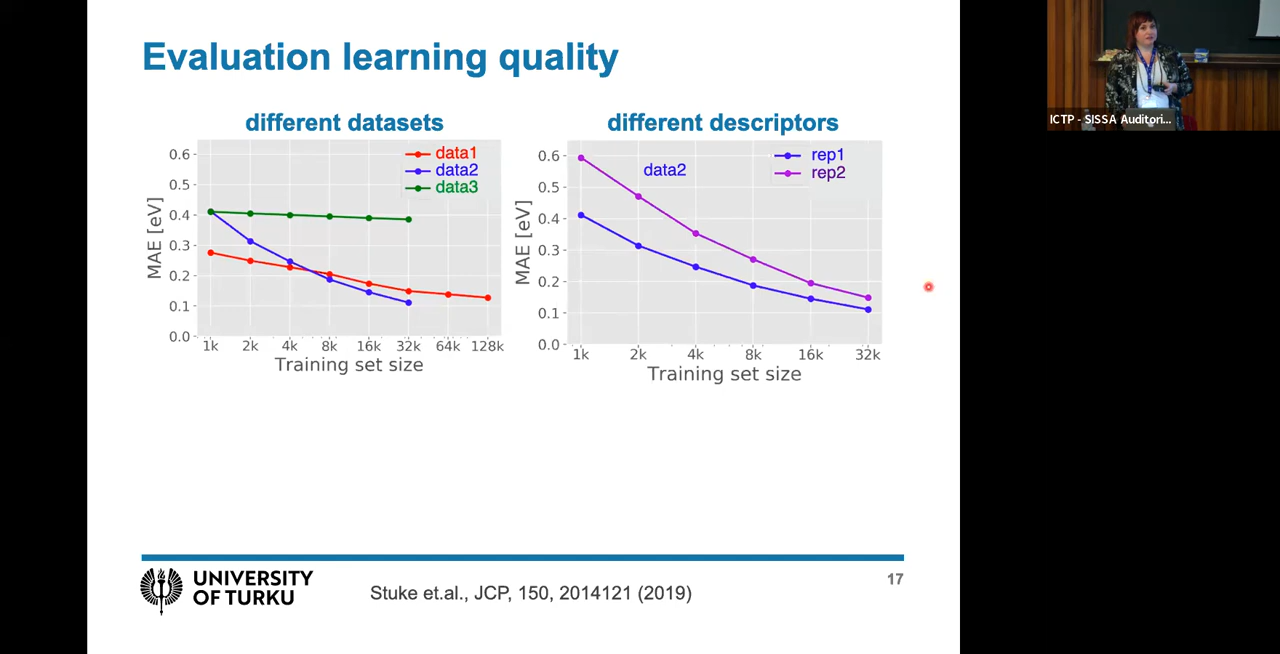 Evaluation learning quality
different datasets
data1
data2
data3
0.6
0.5
0.4
0.3
0.2
0.1
0.0
MAE [eV]
1k 2k 4k 8k 16k 32k 64k 128k
Training set size
different descriptors
data2
rep1
rep2
0.6
0.5
0.4
0.3
0.2
0.1
0.0
MAE [eV]
1k 2k 4k 8k 16k 32k
Training set size
ICTP - SISSA Auditori...
UNIVERSITY
OF TURKU
Stuke et.al., JCP, 150, 2014121 (2019)
17